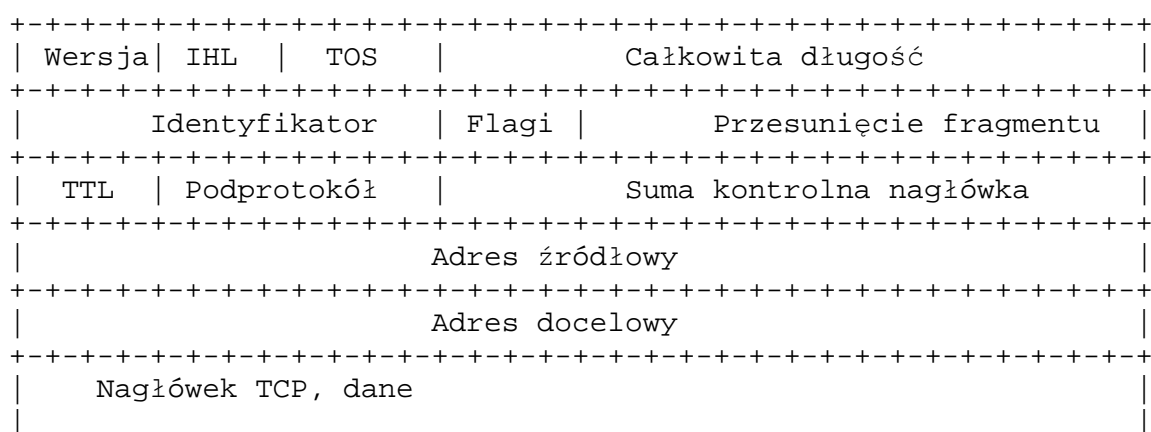 +-+-+-+-+-+-+-+-+-+-+-+-+-+-+-+-+-+-+-+-+-+-+-+-+-+-+-+-+-+-+-+-+
| Wersja| IHL | TOS | Całkowita długość |
+-+-+-+-+-+-+-+-+-+-+-+-+-+-+-+-+-+-+-+-+-+-+-+-+-+-+-+-+-+-+-+-+
| Identyfikator | Flagi | Przesunięcie fragmentu |
+-+-+-+-+-+-+-+-+-+-+-+-+-+-+-+-+-+-+-+-+-+-+-+-+-+-+-+-+-+-+-+-+
| TTL | Podprotokół | Suma kontrolna nagłówka |
+-+-+-+-+-+-+-+-+-+-+-+-+-+-+-+-+-+-+-+-+-+-+-+-+-+-+-+-+-+-+-+-+
| Adres źródłowy |
+-+-+-+-+-+-+-+-+-+-+-+-+-+-+-+-+-+-+-+-+-+-+-+-+-+-+-+-+-+-+-+-+
| Adres docelowy |
+-+-+-+-+-+-+-+-+-+-+-+-+-+-+-+-+-+-+-+-+-+-+-+-+-+-+-+-+-+-+-+-+
| Nagłówek TCP, dane |
| |